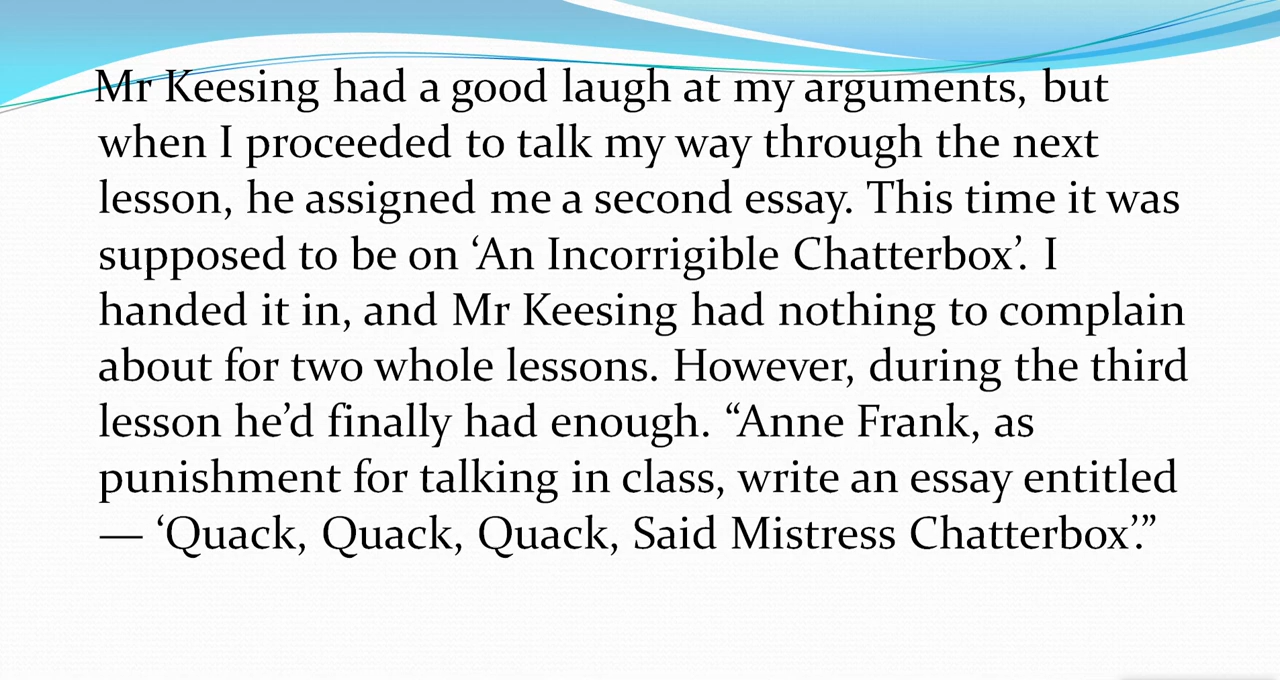 Mr Keesing had a good laugh at my arguments, but
when I proceeded to talk my way through the next
lesson, he assigned me a second essay. This time it was
supposed to be on ‘An Incorrigible Chatterbox’. I
handed it in, and Mr Keesing had nothing to complain
about for two whole lessons. However, during the third
lesson he’d finally had enough. “Anne Frank, as
punishment for talking in class, write an essay entitled
— ‘Quack, Quack, Quack, Said Mistress Chatterbox’.”